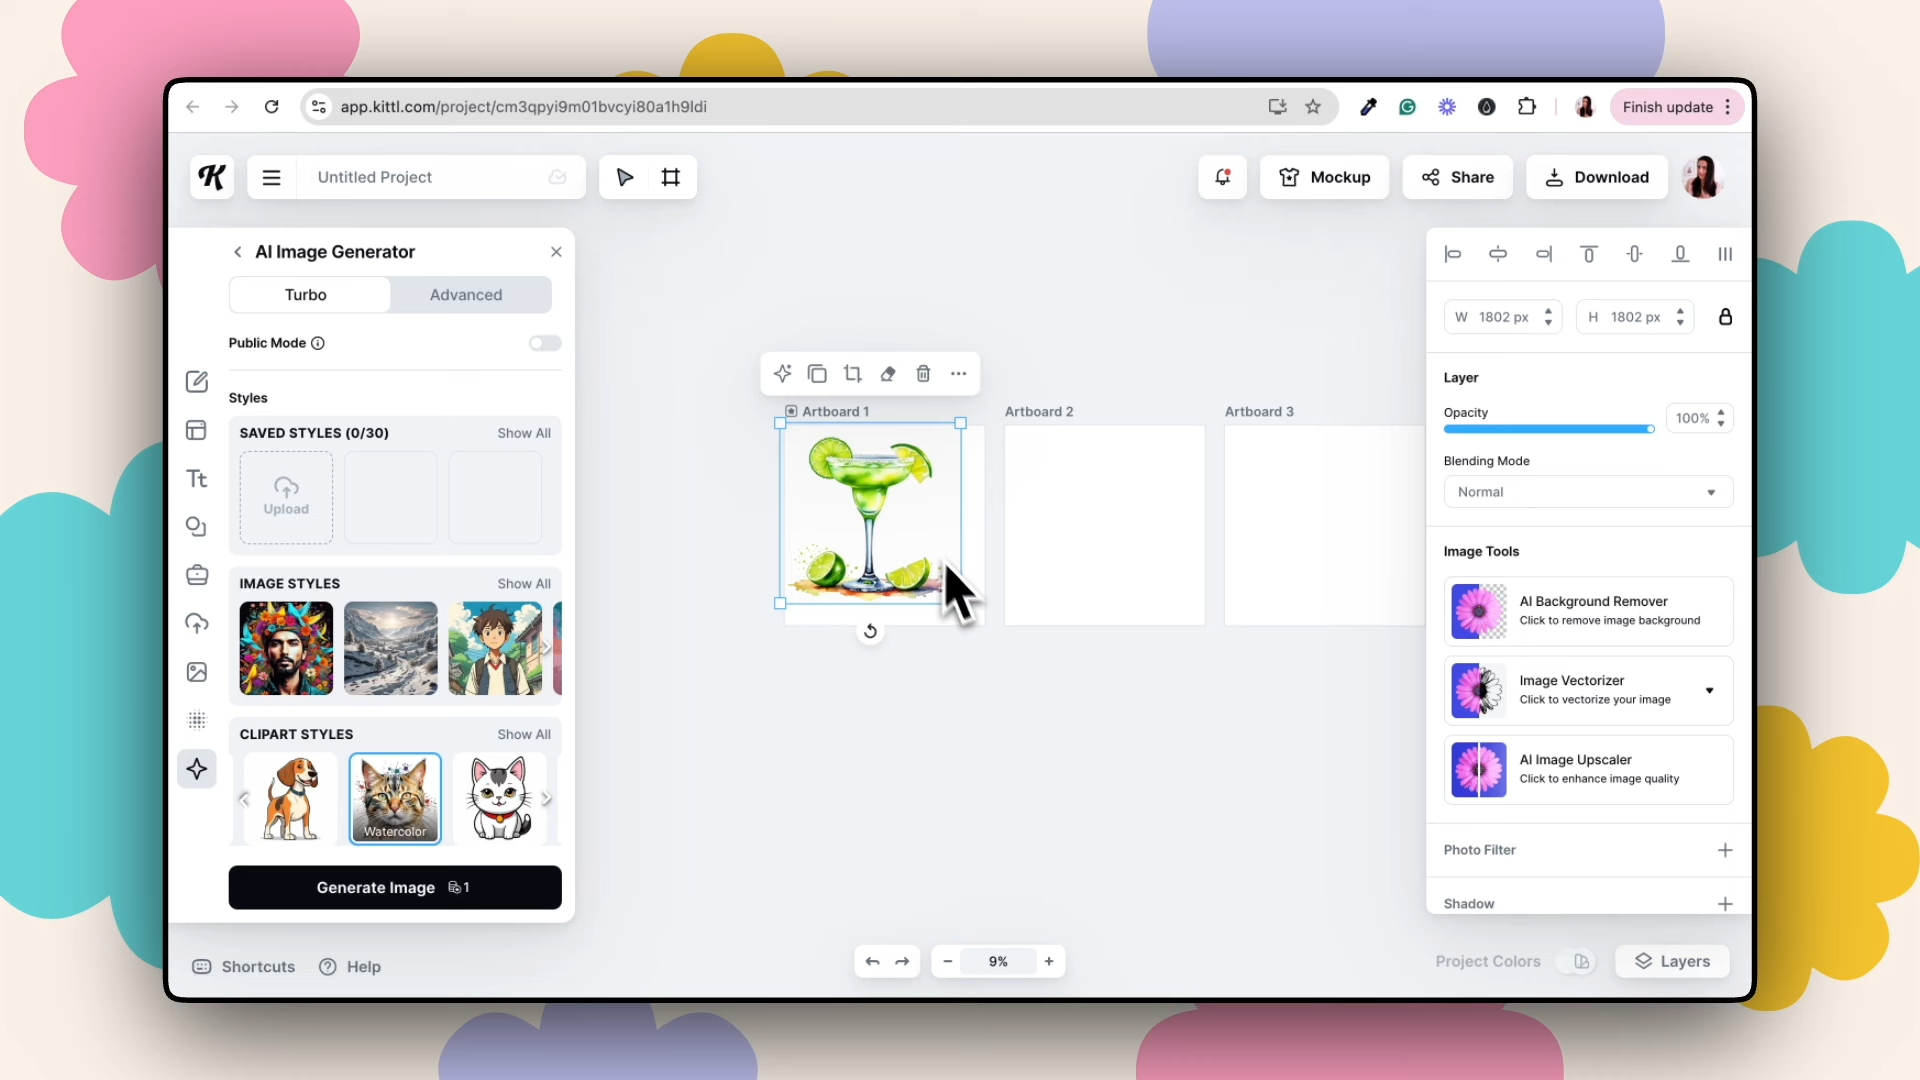 app.kittl.com/project/cm3qpyi9m01bvcyi80a1h9ldi
Finish update
K
Untitled Project
Mockup
Share
Download
AI Image Generator
Turbo
Advanced
Public Mode
Styles
SAVED STYLES (0/30)
Show All
Upload
IMAGE STYLES
Show All
CLIPART STYLES
Show All
Watercolor
Generate Image 1
Tt
Artboard 1
Artboard 2
Artboard 3
W 1802 px
H 1802 px
Layer
Opacity
100%
Blending Mode
Normal
Image Tools
AI Background Remover
Click to remove image background
Image Vectorizer
Click to vectorize your image
AI Image Upscaler
Click to enhance image quality
Photo Filter
Shadow
Shortcuts
Help
9%
Project Colors
Layers